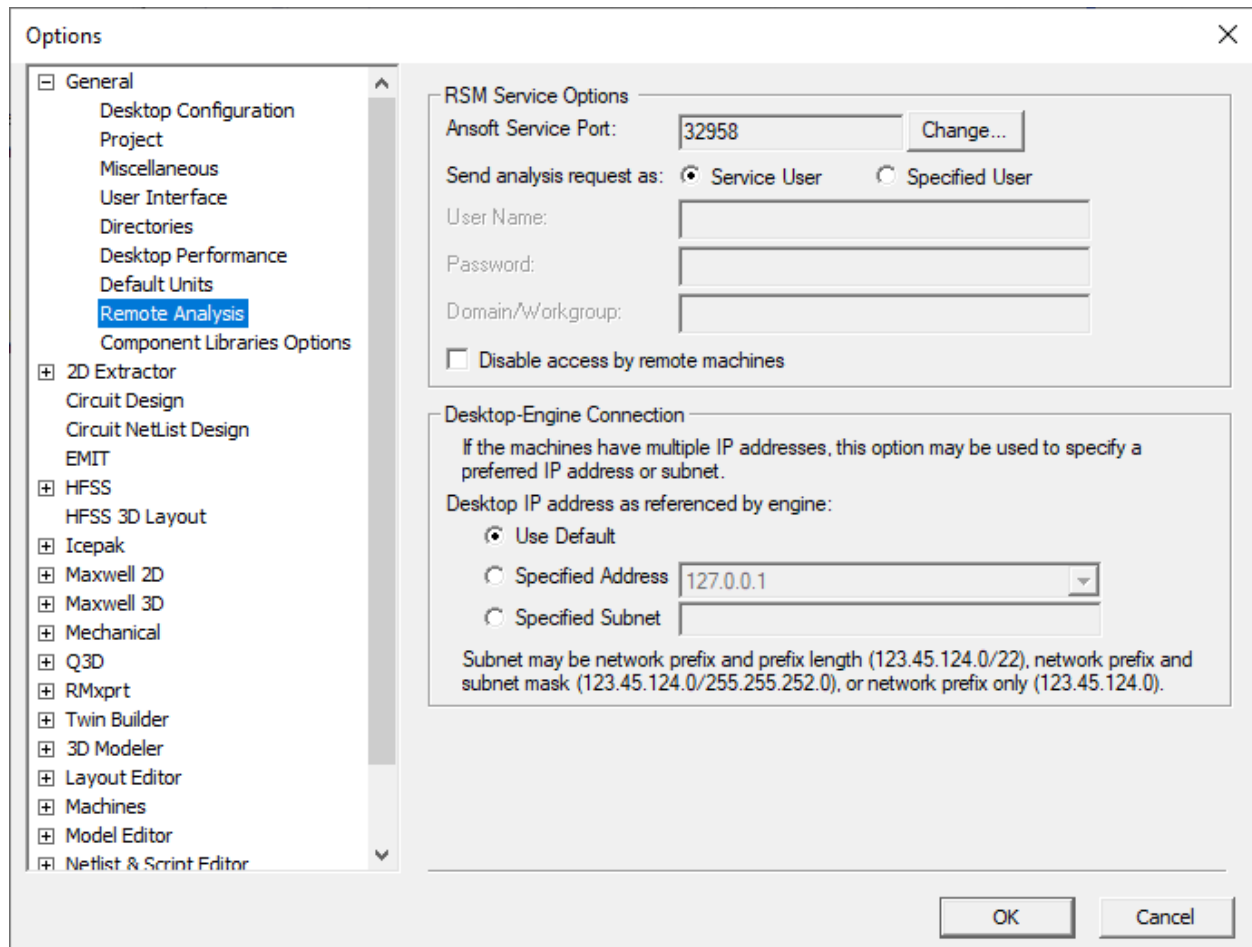 Options
General
Desktop Configuration
Project
Miscellaneous
User Interface
Directories
Desktop Performance
Default Units
Remote Analysis
Component Libraries Options
2D Extractor
Circuit Design
Circuit NetList Design
EMIT
HFSS
HFSS 3D Layout
Icepak
Maxwell 2D
Maxwell 3D
Mechanical
Q3D
RMxprt
Twin Builder
3D Modeler
Layout Editor
Machines
Model Editor
Netlist & Script Editor
RSM Service Options
Ansoft Service Port: 32958 Change...
Send analysis request as: Service User Specified User
User Name:
Password:
Domain/Workgroup:
Disable access by remote machines
Desktop-Engine Connection
If the machines have multiple IP addresses, this option may be used to specify a
preferred IP address or subnet.
Desktop IP address as referenced by engine:
Use Default
Specified Address 127.0.0.1
Specified Subnet
Subnet may be network prefix and prefix length (123.45.124.0/22), network prefix and
subnet mask (123.45.124.0/255.255.252.0), or network prefix only (123.45.124.0).
OK Cancel